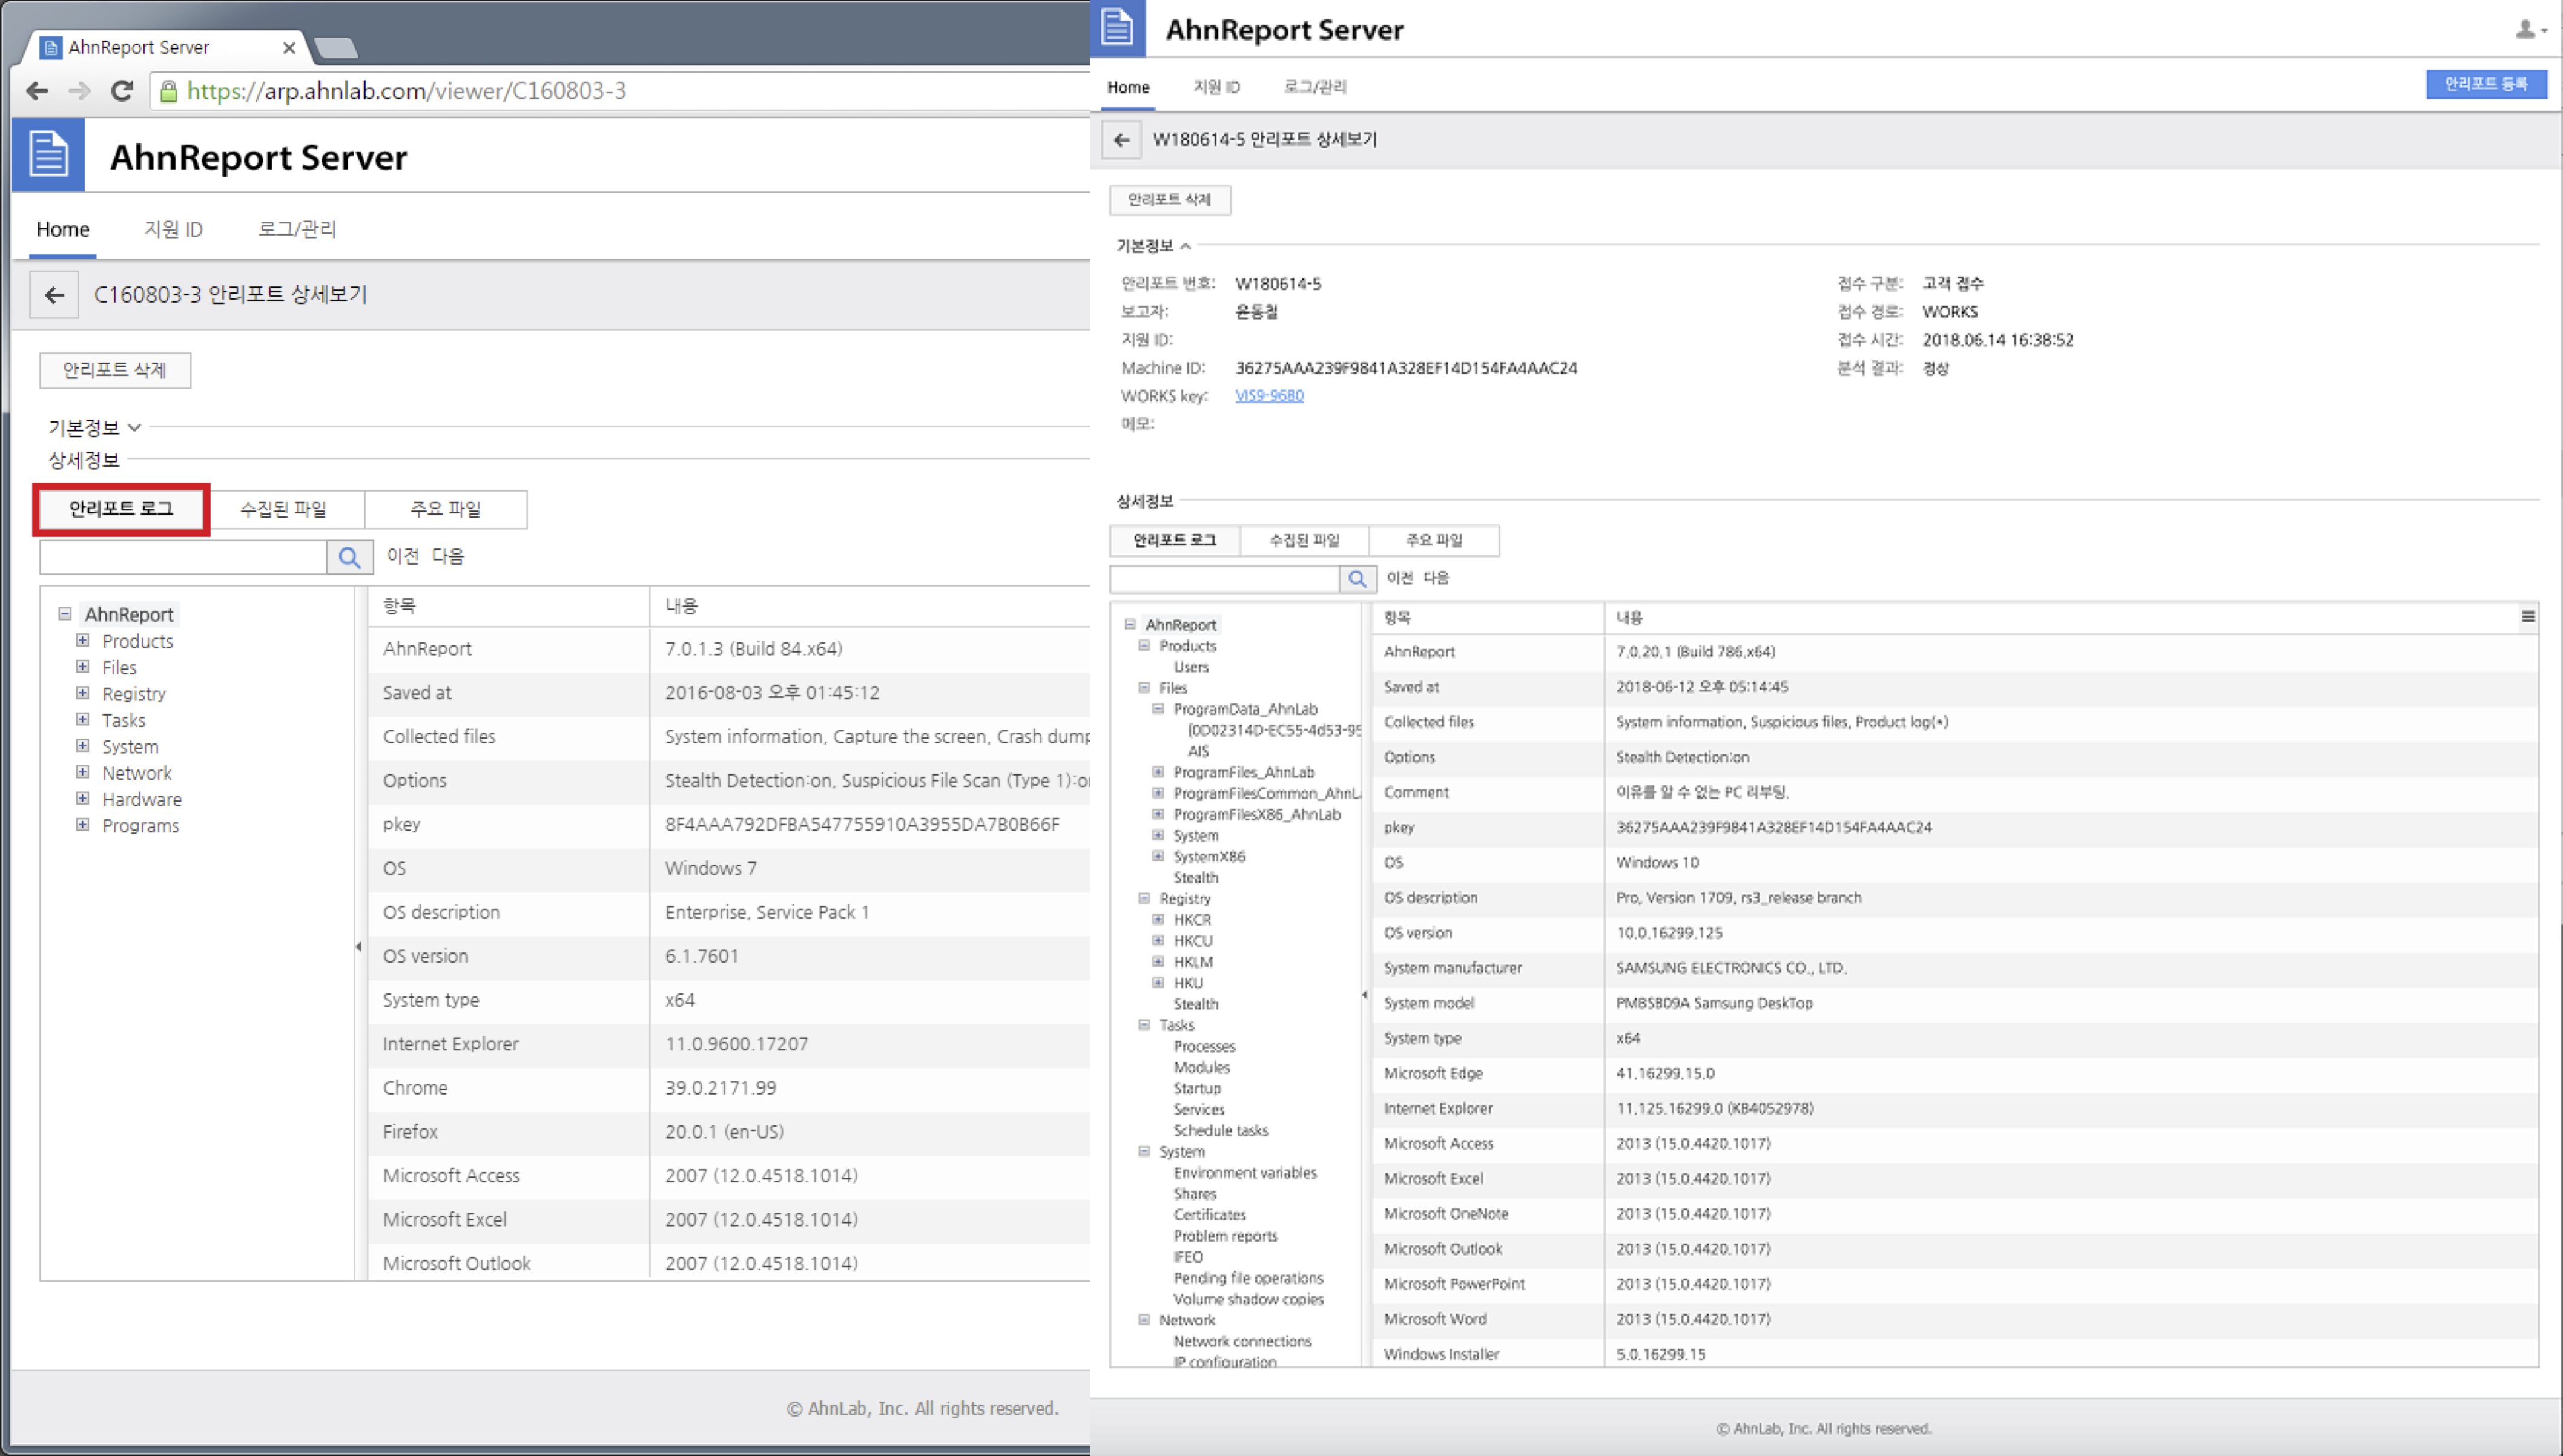 AhnReport Server
https://arp.ahnlab.com/viewer/C160803-3
AhnReport Server
Home 지원 ID 로그/관리
C160803-3 안리포트 상세보기
안리포트 삭제
기본정보
상세정보
안리포트 로그 수집된 파일 주요 파일
이전 다음
AhnReport
Products
Files
Registry
Tasks
System
Network
Hardware
Programs
항목 내용
AhnReport 7.0.1.3 (Build 84.x64)
Saved at 2016-08-03 오후 01:45:12
Collected files System information, Capture the screen, Crash dump
Options Stealth Detection:on, Suspicious File Scan (Type 1):o
pkey 8F4AAA792DFBA547755910A3955DA7B0B66F
OS Windows 7
OS description Enterprise, Service Pack 1
OS version 6.1.7601
System type x64
Internet Explorer 11.0.9600.17207
Chrome 39.0.2171.99
Firefox 20.0.1 (en-US)
Microsoft Access 2007 (12.0.4518.1014)
Microsoft Excel 2007 (12.0.4518.1014)
Microsoft Outlook 2007 (12.0.4518.1014)
© AhnLab, Inc. All rights reserved.
AhnReport Server
Home 지원 ID 로그/관리
안리포트 등록
W180614-5 안리포트 상세보기
안리포트 삭제
기본정보
안리포트 번호: W180614-5
보고자: 윤동철
지원 ID:
Machine ID: 36275AAA239F9841A328EF14D154FA4AAC24
WORKS key: VIS9-9680
메모:
접수 구분: 고객 접수
접수 경로: WORKS
접수 시간: 2018.06.14 16:38:52
분석 결과: 정상
상세정보
안리포트 로그 수집된 파일 주요 파일
이전 다음
AhnReport
Products
Users
Files
ProgramData_AhnLab
{0D02314D-EC55-4d53-95
AIS
ProgramFiles_AhnLab
ProgramFilesCommon_AhnL
ProgramFilesX86_AhnLab
System
SystemX86
Stealth
Registry
HKCR
HKCU
HKLM
HKU
Stealth
Tasks
Processes
Modules
Startup
Services
Schedule tasks
System
Environment variables
Shares
Certificates
Problem reports
IFEO
Pending file operations
Volume shadow copies
Network
Network connections
IP configuration
항목 내용
AhnReport 7.0.20.1 (Build 786.x64)
Saved at 2018-06-12 오후 05:14:45
Collected files System information, Suspicious files, Product log(*)
Options Stealth Detection:on
Comment 이유를 알 수 없는 PC 리부팅.
pkey 36275AAA239F9841A328EF14D154FA4AAC24
OS Windows 10
OS description Pro, Version 1709, rs3_release branch
OS version 10.0.16299.125
System manufacturer SAMSUNG ELECTRONICS CO., LTD.
System model PMBSB09A Samsung DeskTop
System type x64
Microsoft Edge 41.16299.15.0
Internet Explorer 11.125.16299.0 (KB4052978)
Microsoft Access 2013 (15.0.4420.1017)
Microsoft Excel 2013 (15.0.4420.1017)
Microsoft OneNote 2013 (15.0.4420.1017)
Microsoft Outlook 2013 (15.0.4420.1017)
Microsoft PowerPoint 2013 (15.0.4420.1017)
Microsoft Word 2013 (15.0.4420.1017)
Windows Installer 5.0.16299.15
© AhnLab, Inc. All rights reserved.